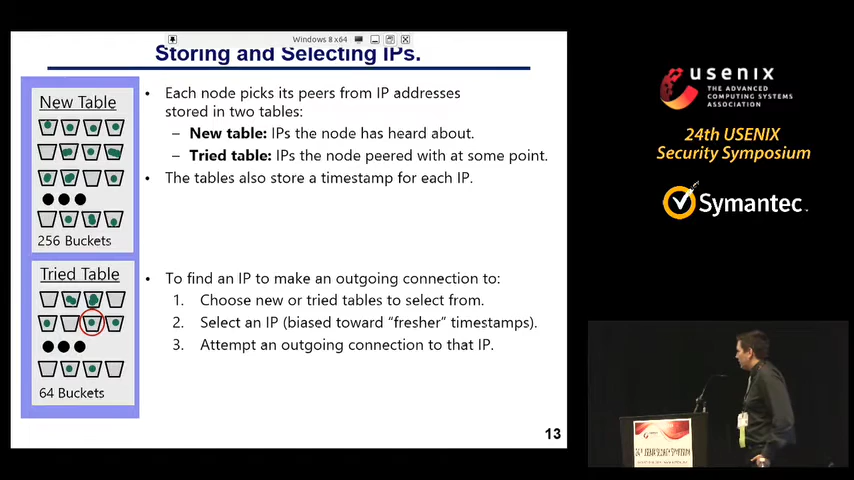 Windows 8 x64
Storing and Selecting IPs.
New Table
256 Buckets
Tried Table
64 Buckets
• Each node picks its peers from IP addresses
stored in two tables:
– New table: IPs the node has heard about.
– Tried table: IPs the node peered with at some point.
• The tables also store a timestamp for each IP.
• To find an IP to make an outgoing connection to:
1. Choose new or tried tables to select from.
2. Select an IP (biased toward “fresher” timestamps).
3. Attempt an outgoing connection to that IP.
13
usenix
THE ADVANCED
COMPUTING SYSTEMS
ASSOCIATION
24th USENIX
Security Symposium
Symantec.